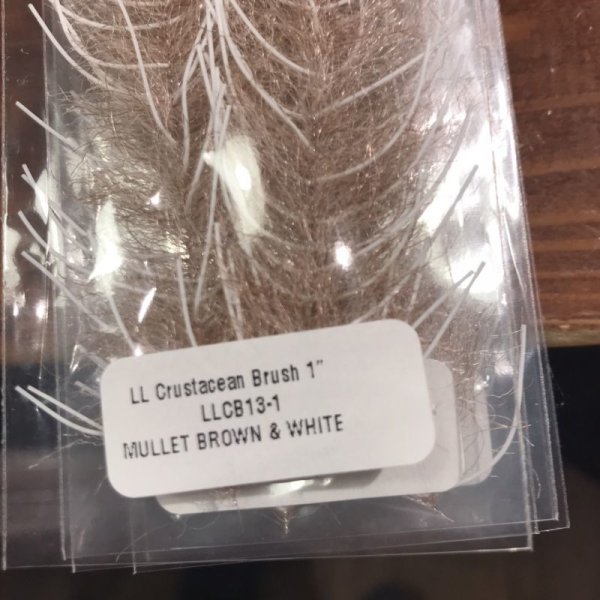 LL Crustacean Brush 1"
LLCB13-1
MULLET BROWN & WHITE